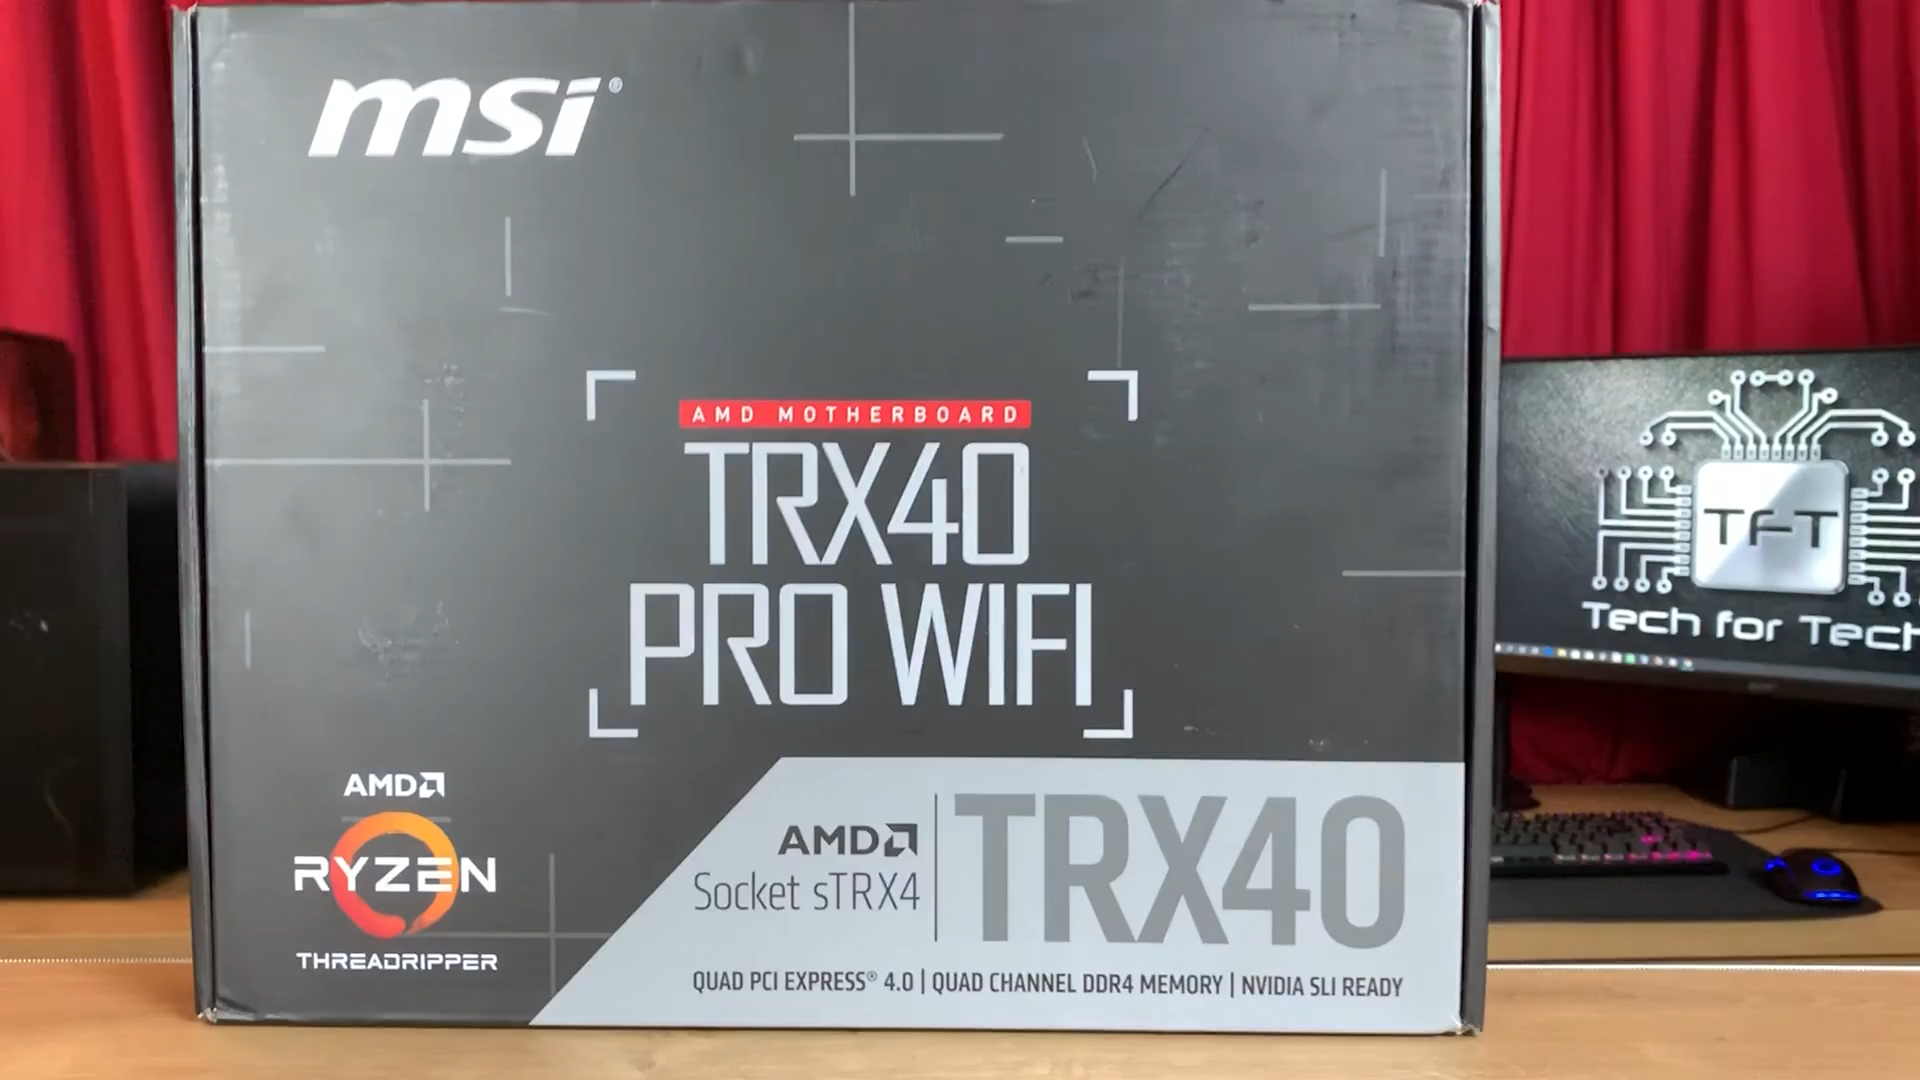 msi®
AMD MOTHERBOARD
TRX40
PRO WIFI
AMD
RYZEN
THREADRIPPER
AMD
Socket sTRX4
TRX40
QUAD PCI EXPRESS® 4.0 | QUAD CHANNEL DDR4 MEMORY | NVIDIA SLI READY
TFT
Tech for Tech